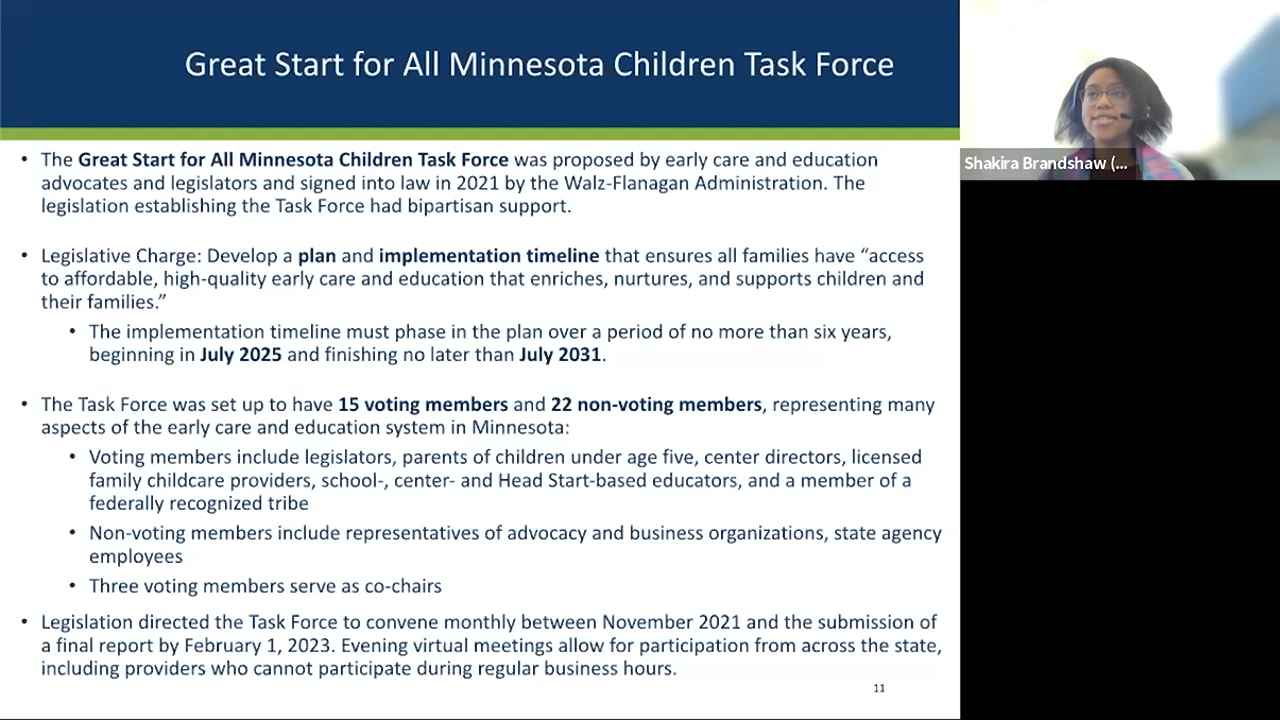 Great Start for All Minnesota Children Task Force
• The Great Start for All Minnesota Children Task Force was proposed by early care and education
advocates and legislators and signed into law in 2021 by the Walz-Flanagan Administration. The
legislation establishing the Task Force had bipartisan support.
• Legislative Charge: Develop a plan and implementation timeline that ensures all families have “access
to affordable, high-quality early care and education that enriches, nurtures, and supports children and
their families.”
• The implementation timeline must phase in the plan over a period of no more than six years,
beginning in July 2025 and finishing no later than July 2031.
• The Task Force was set up to have 15 voting members and 22 non-voting members, representing many
aspects of the early care and education system in Minnesota:
• Voting members include legislators, parents of children under age five, center directors, licensed
family childcare providers, school-, center- and Head Start-based educators, and a member of a
federally recognized tribe
• Non-voting members include representatives of advocacy and business organizations, state agency
employees
• Three voting members serve as co-chairs
• Legislation directed the Task Force to convene monthly between November 2021 and the submission of
a final report by February 1, 2023. Evening virtual meetings allow for participation from across the state,
including providers who cannot participate during regular business hours.
11
Shakira Brandshaw (...